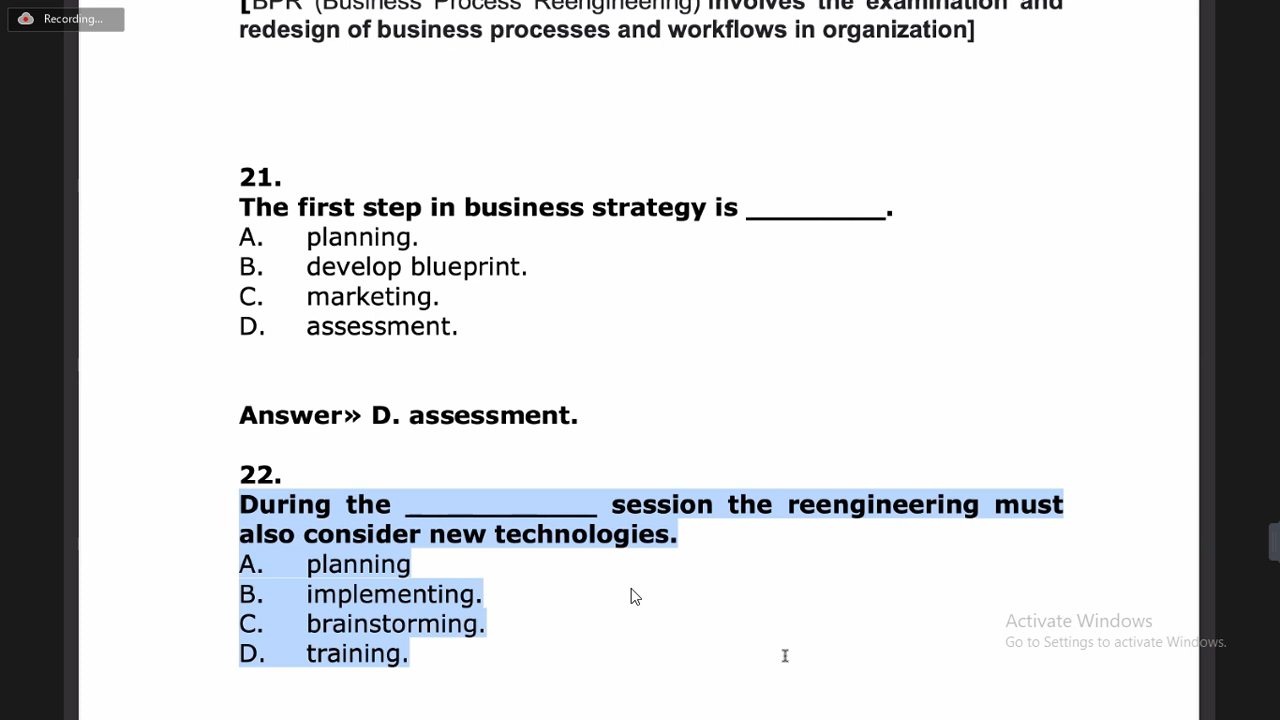 Recording...
[BPR (Business Process Reengineering) involves the examination and
redesign of business processes and workflows in organization]
21.
The first step in business strategy is _________.
A. planning.
B. develop blueprint.
C. marketing.
D. assessment.
Answer» D. assessment.
22.
During the ____________ session the reengineering must
also consider new technologies.
A. planning
B. implementing.
C. brainstorming.
D. training.
Activate Windows
Go to Settings to activate Windows.